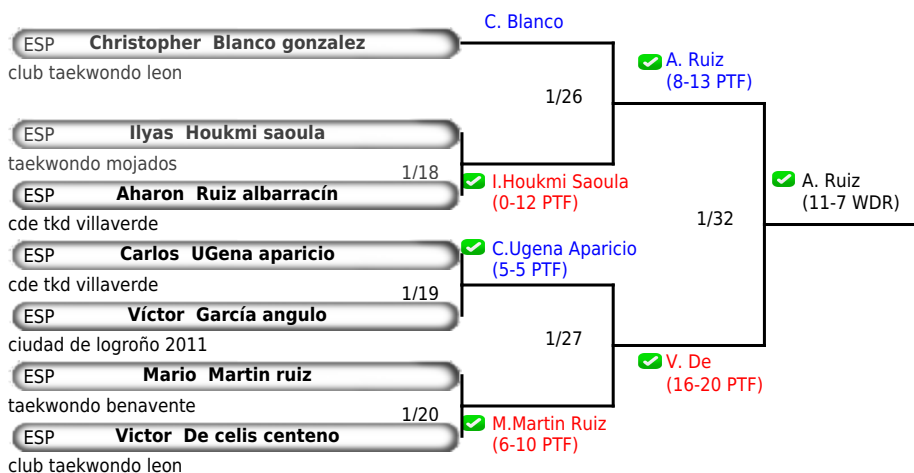 C. Blanco
ESP Christopher Blanco gonzalez
club taekwondo leon
A. Ruiz
(8-13 PTF)
1/26
ESP Ilyas Houkmi saoula
taekwondo mojados
1/18
I.Houkmi Saoula
(0-12 PTF)
ESP Aharon Ruiz albarracín
cde tkd villaverde
A. Ruiz
(11-7 WDR)
1/32
ESP Carlos UGena aparicio
cde tkd villaverde
C.Ugena Aparicio
(5-5 PTF)
1/19
ESP Víctor García angulo
ciudad de logroño 2011
1/27
V. De
(16-20 PTF)
ESP Mario Martin ruiz
taekwondo benavente
1/20
M.Martin Ruiz
(6-10 PTF)
ESP Victor De celis centeno
club taekwondo leon